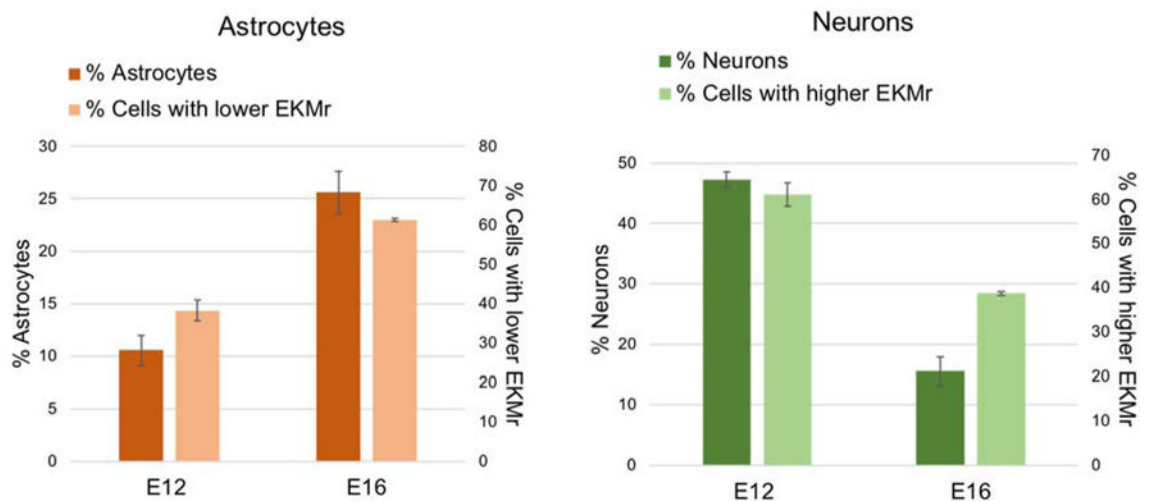 Astrocytes
% Astrocytes
% Cells with lower EKMr
30
25
20
15
10
5
0
% Astrocytes
80
70
60
50
40
30
20
10
0
% Cells with
lower EKMr
E12
E16
Neurons
% Neurons
% Cells with higher EKMr
50
40
30
20
10
0
% Neurons
70
60
50
40
30
20
10
0
% Cells with
higher EKMr
E12
E16